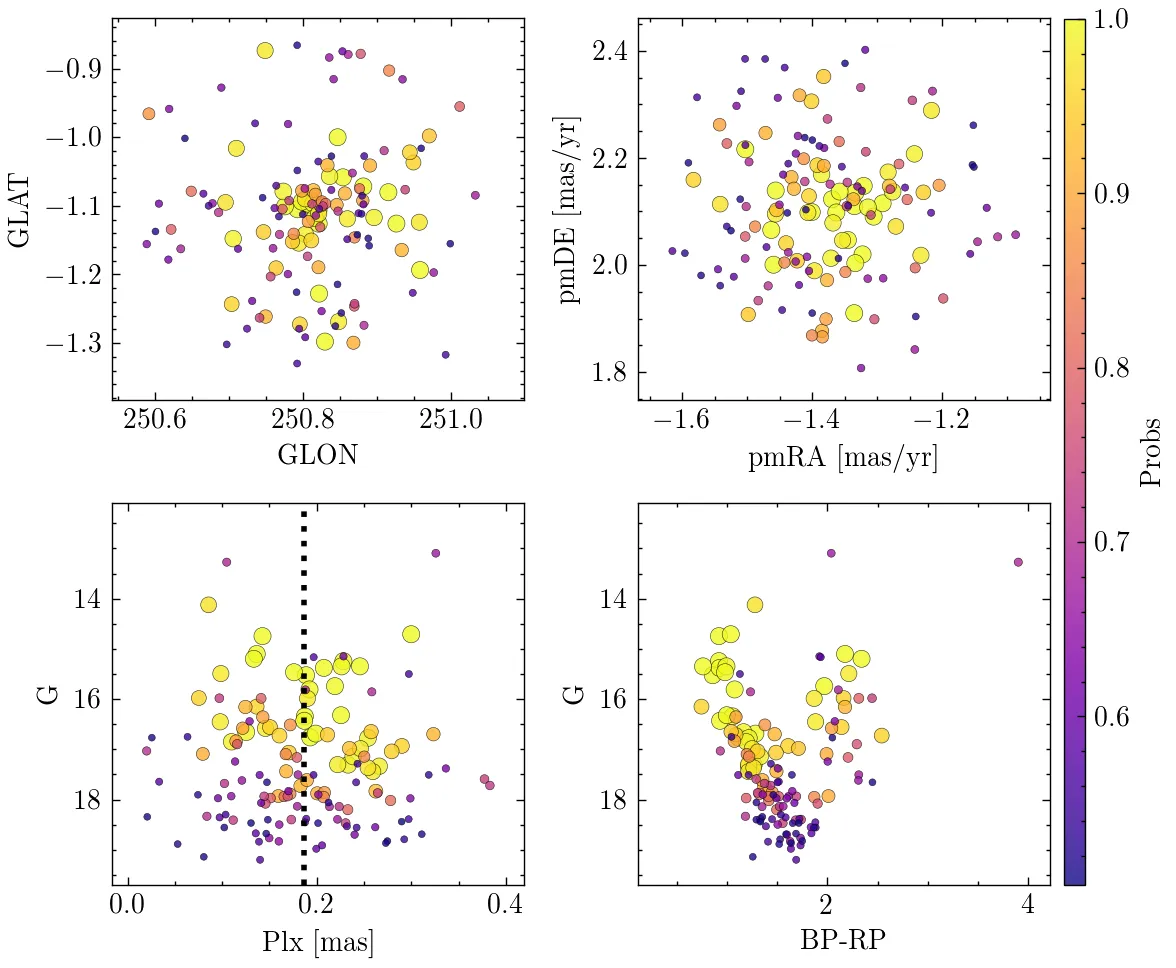 −0.9
−1.0
−1.1
−1.2
−1.3
GLAT
250.6 250.8 251.0
GLON
2.4
2.2
2.0
1.8
pmDE [mas/yr]
−1.6 −1.4 −1.2
pmRA [mas/yr]
14
16
18
G
0.0 0.2 0.4
Plx [mas]
14
16
18
G
2 4
BP-RP
1.0
0.9
0.8
0.7
0.6
Probs